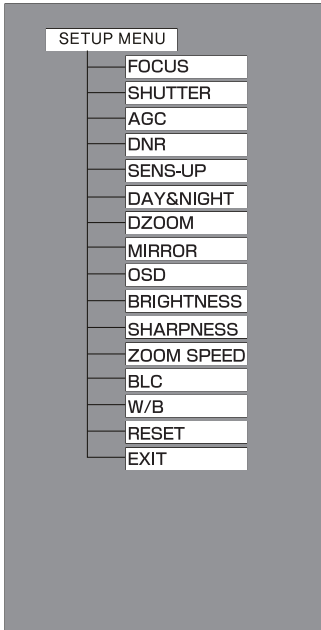 SETUP MENU
FOCUS
SHUTTER
AGC
DNR
SENS-UP
DAY&NIGHT
DZOOM
MIRROR
OSD
BRIGHTNESS
SHARPNESS
ZOOM SPEED
BLC
W/B
RESET
EXIT